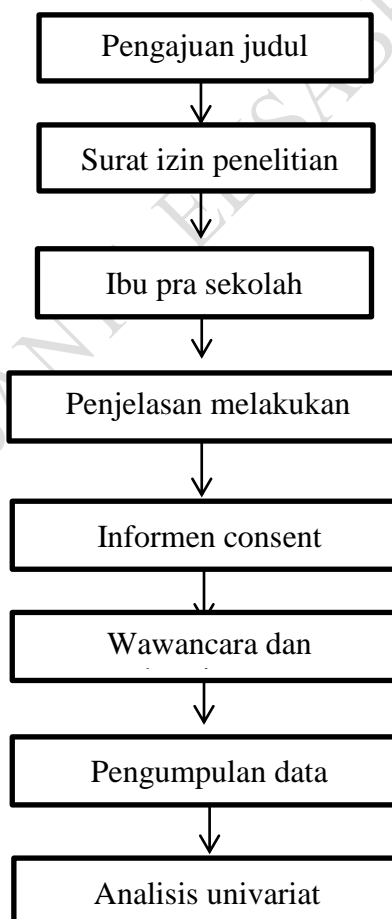 Pengajuan judul
Surat izin penelitian
Ibu pra sekolah
Penjelasan melakukan
Informen consent
Wawancara dan
Pengumpulan data
Analisis univariat